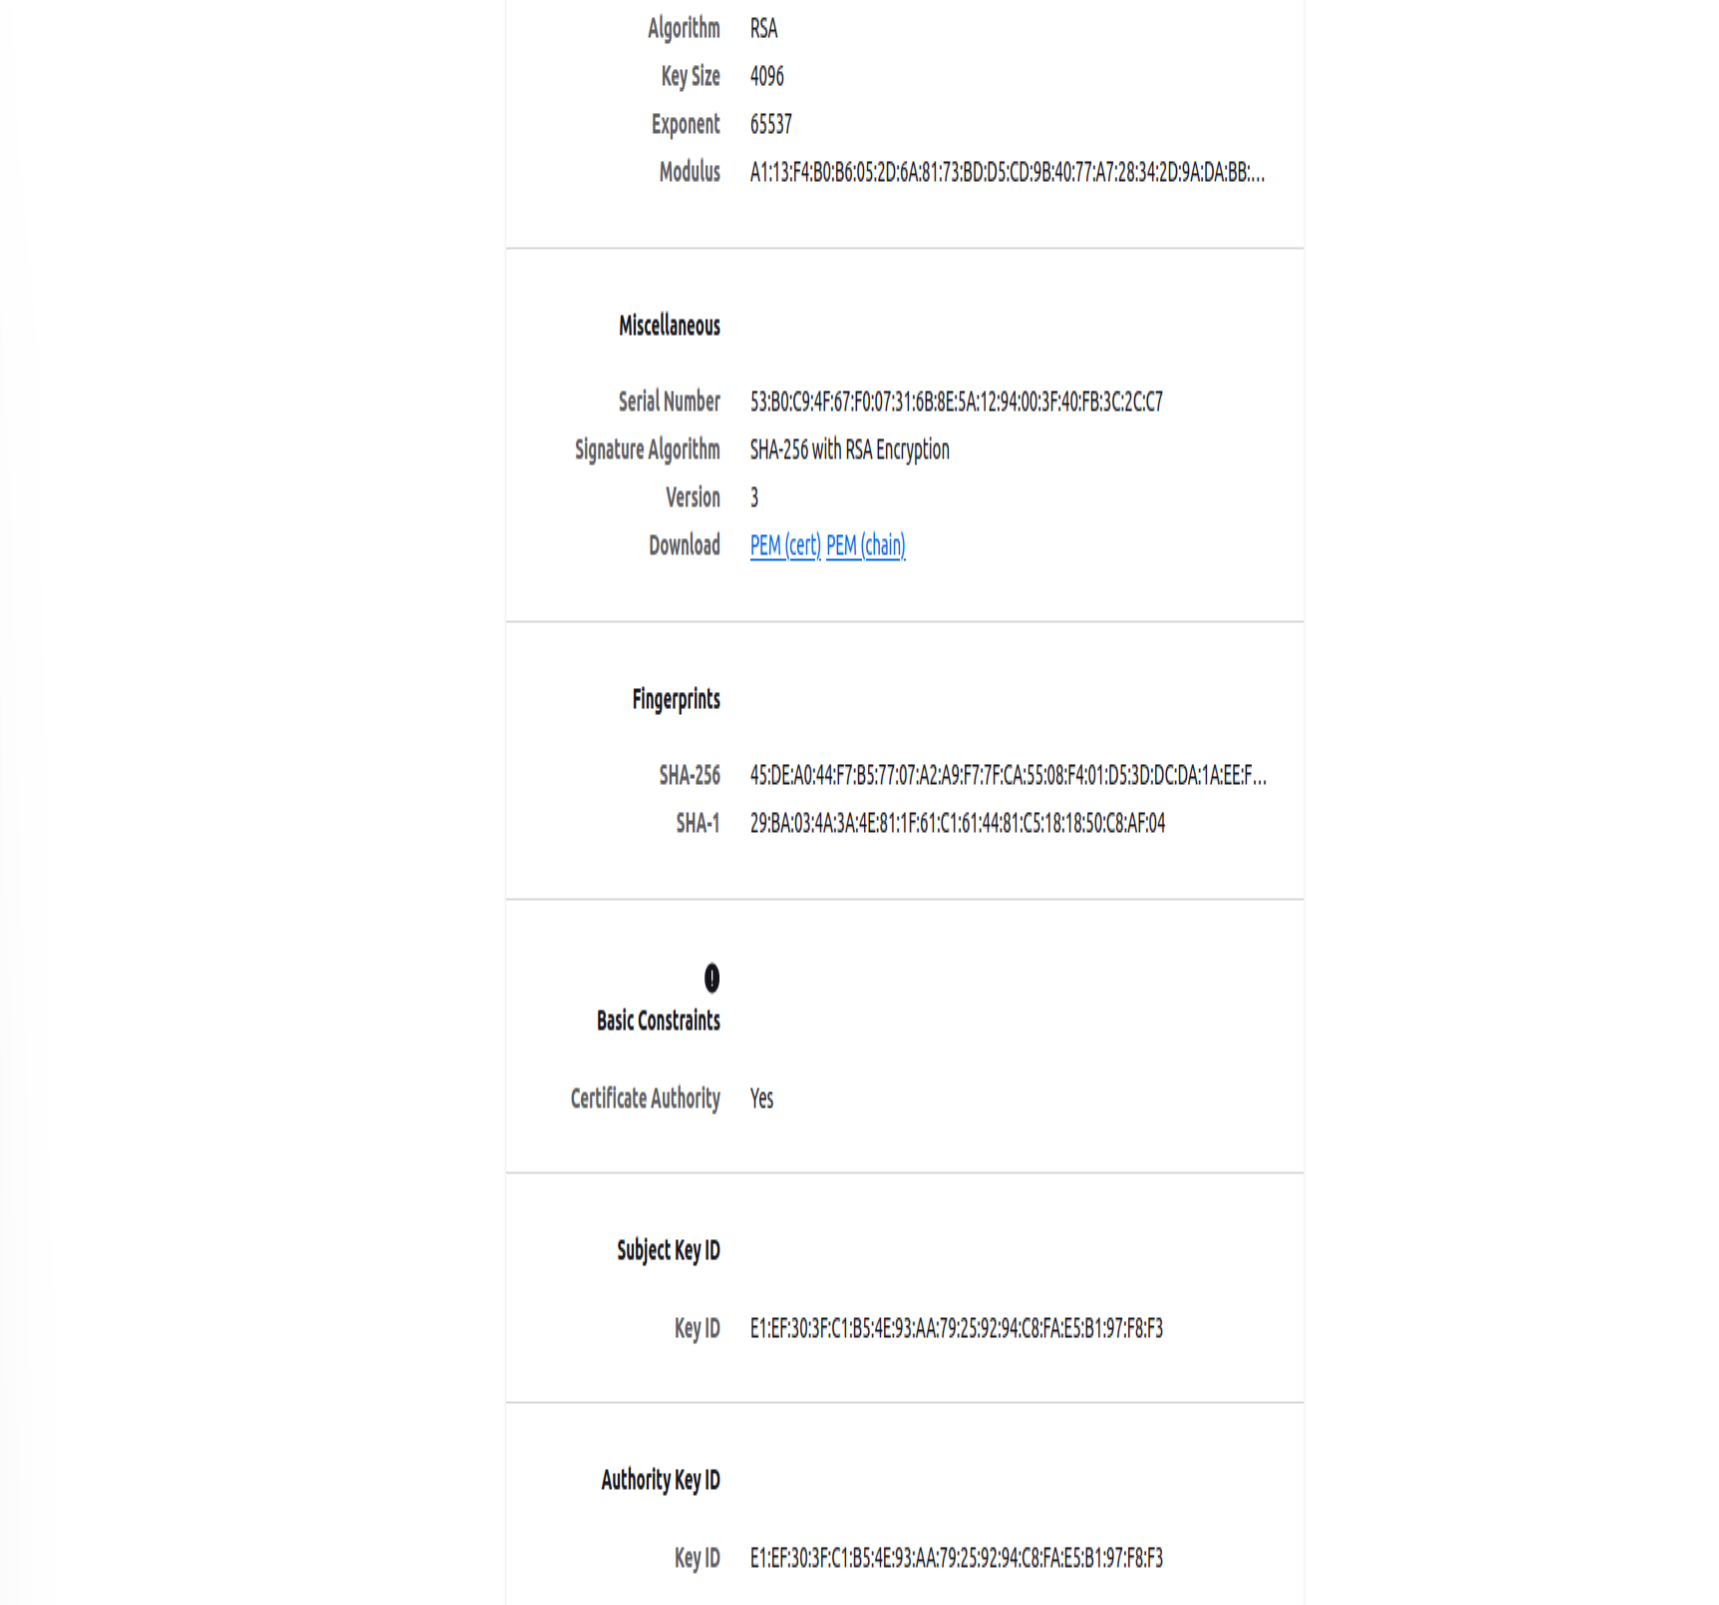 Algorithm RSA
Key Size 4096
Exponent 65537
Modulus A1:13:F4:B0:B6:05:2D:6A:81:73:BD:D5:CD:9B:40:77:A7:28:34:2D:9A:DA:BB:...
Miscellaneous
Serial Number 53:B0:C9:4F:67:F0:07:31:6B:8E:5A:12:94:00:3F:40:FB:3C:2C:C7
Signature Algorithm SHA-256 with RSA Encryption
Version 3
Download PEM (cert) PEM (chain)
Fingerprints
SHA-256 45:DE:A0:44:F7:B5:77:07:A2:A9:F7:7F:CA:55:08:F4:01:D5:3D:DC:DA:1A:EE:F...
SHA-1 29:BA:03:4A:3A:4E:81:1F:61:C1:61:44:81:C5:18:18:50:C8:AF:04
Basic Constraints
Certificate Authority Yes
Subject Key ID
Key ID E1:EF:30:3F:C1:B5:4E:93:AA:79:25:92:94:C8:FA:E5:B1:97:F8:F3
Authority Key ID
Key ID E1:EF:30:3F:C1:B5:4E:93:AA:79:25:92:94:C8:FA:E5:B1:97:F8:F3